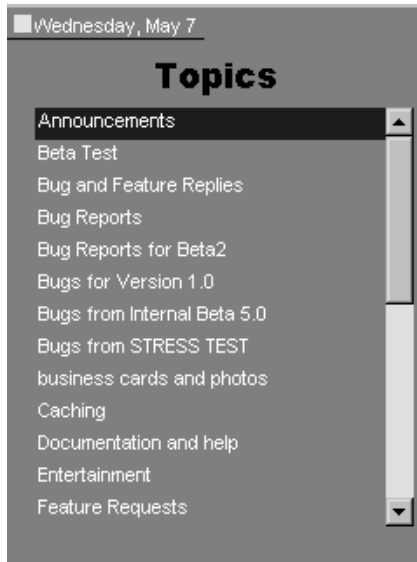 Wednesday, May 7
Topics
Announcements
Beta Test
Bug and Feature Replies
Bug Reports
Bug Reports for Beta2
Bugs for Version 1.0
Bugs from Internal Beta 5.0
Bugs from STRESS TEST
business cards and photos
Caching
Documentation and help
Entertainment
Feature Requests